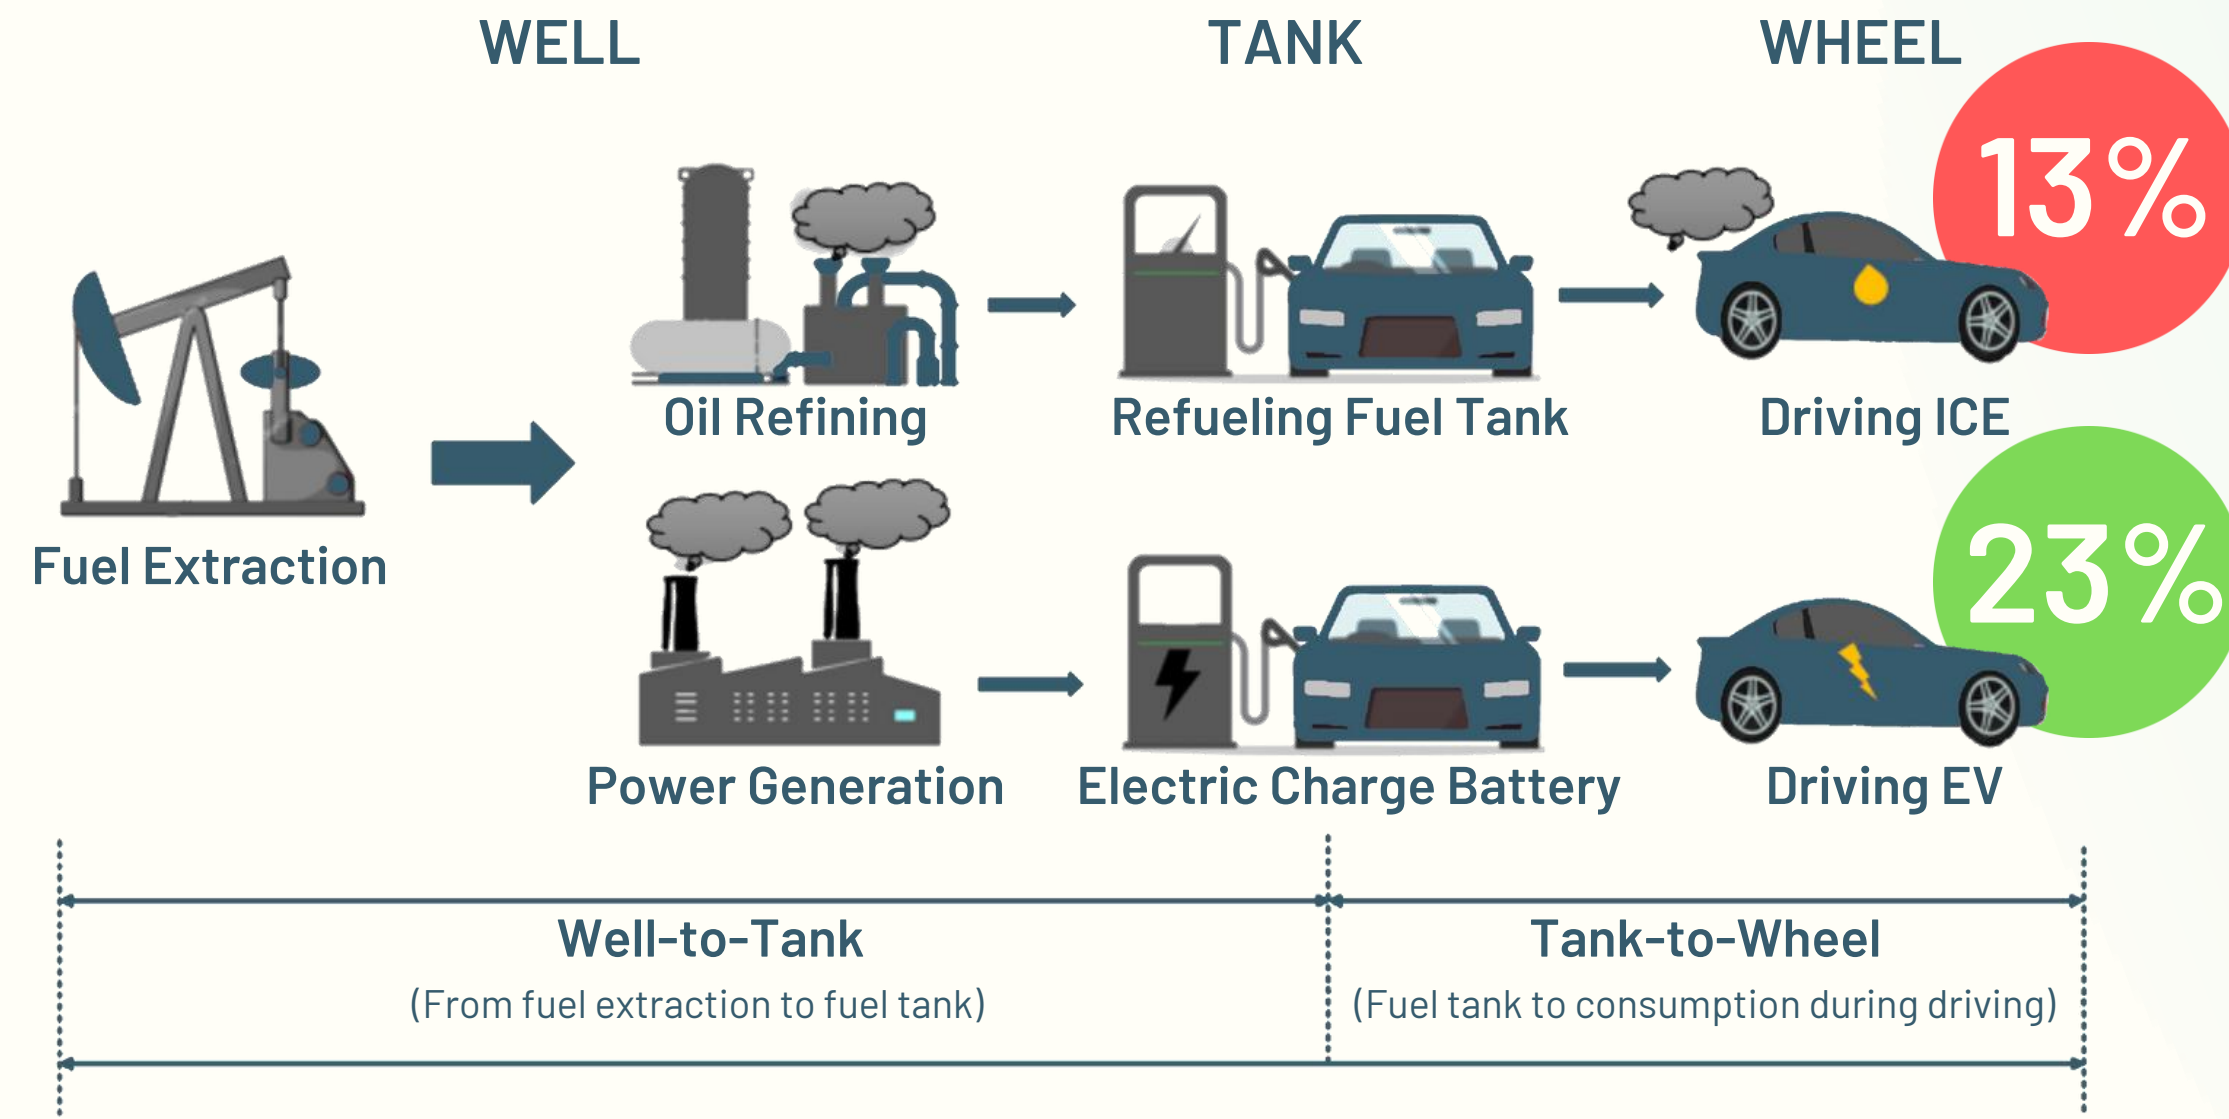 WELL
TANK
WHEEL
13%
Oil Refining
Refueling Fuel Tank
Driving ICE
Fuel Extraction
23%
Power Generation
Electric Charge Battery
Driving EV
Well-to-Tank
(From fuel extraction to fuel tank)
Tank-to-Wheel
(Fuel tank to consumption during driving)